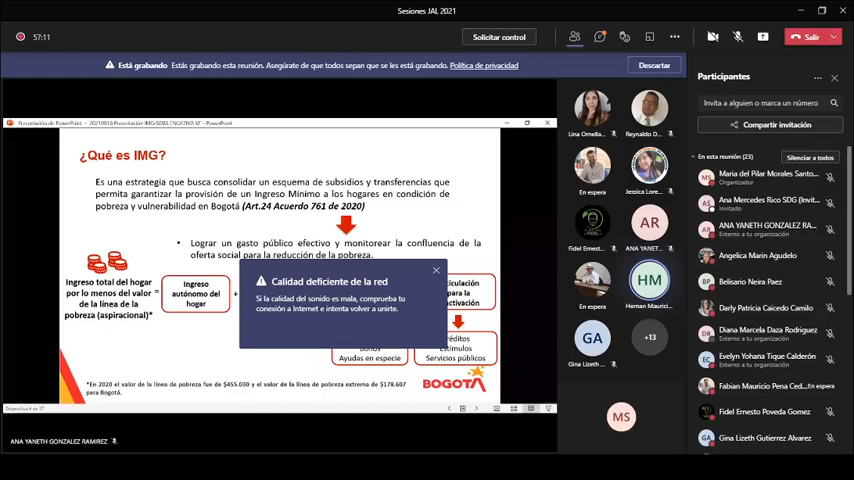 Sesiones JAL 2021
57:11
Solicitar control
Salir
Está grabando Estás grabando esta reunión. Asegúrate de que todos sepan que se les está grabando. Política de privacidad
Descartar
Participantes
Invita a alguien o marca un número
Compartir invitación
En esta reunión (23)
Silenciar a todos
Maria del Pilar Morales Santo...
Organizador
Ana Mercedes Rico SDG (Invit...
Invitado
ANA YANETH GONZALEZ RA...
Externo a tu organización
Angelica Marin Agudelo
Belisario Neira Paez
Darly Patricia Caicedo Camilo
Diana Marcela Daza Rodriguez
Externo a tu organización
Evelyn Yohana Tique Calderón
Externo a tu organización
Fabian Mauricio Pena Ced...
En espera
Fidel Ernesto Poveda Gomez
Gina Lizeth Gutierrez Alvarez
MS
AS
AR
BP
DR
EC
GA
Lina Ornella...
Reynaldo D...
En espera
Jessica Lore...
Fidel Ernest...
AR
ANA YANET...
En espera
HM
Hernan Maurici...
GA
Gina Lizeth ...
+13
MS
¿Qué es IMG?
Es una estrategia que busca consolidar un esquema de subsidios y transferencias que
permita garantizar la provisión de un Ingreso Mínimo a los hogares en condición de
pobreza y vulnerabilidad en Bogotá (Art.24 Acuerdo 761 de 2020)
• Lograr un gasto público efectivo y monitorear la confluencia de la
oferta social para la reducción de la pobreza.
Ingreso total del hogar
por lo menos del valor
de la línea de la
pobreza (aspiracional)*
=
Ingreso
autónomo del
hogar
+
para la
Ayudas en especie
Estímulos
Servicios públicos
*En 2020 el valor de la línea de pobreza fue de $455.030 y el valor de la línea de pobreza extrema de $178.607
para Bogotá.
BOGOTÁ
Calidad deficiente de la red
Si la calidad del sonido es mala, comprueba tu
conexión a Internet e intenta volver a unirte.
ANA YANETH GONZALEZ RAMIREZ